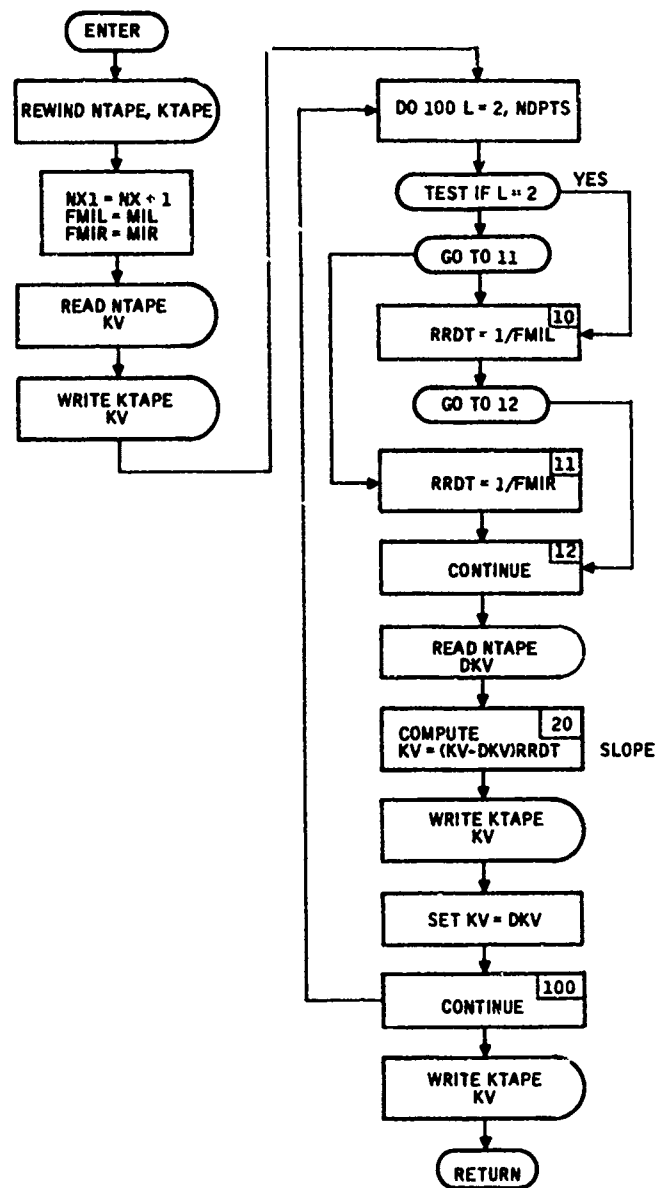 ENTER
REWIND NTAPE, KTAPE
NX1 = NX + 1
FMIL = MIL
FMIR = MIR
READ NTAPE
KV
WRITE KTAPE
KV
DO 100 L = 2, NDPTS
TEST IF L = 2
YES
GO TO 11
10
RRDT = 1/FMIL
GO TO 12
11
RRDT = 1/FMIR
12
CONTINUE
READ NTAPE
DKV
20
COMPUTE
KV = (KV-DKV)RRDT
SLOPE
WRITE KTAPE
KV
SET KV = DKV
100
CONTINUE
WRITE KTAPE
KV
RETURN